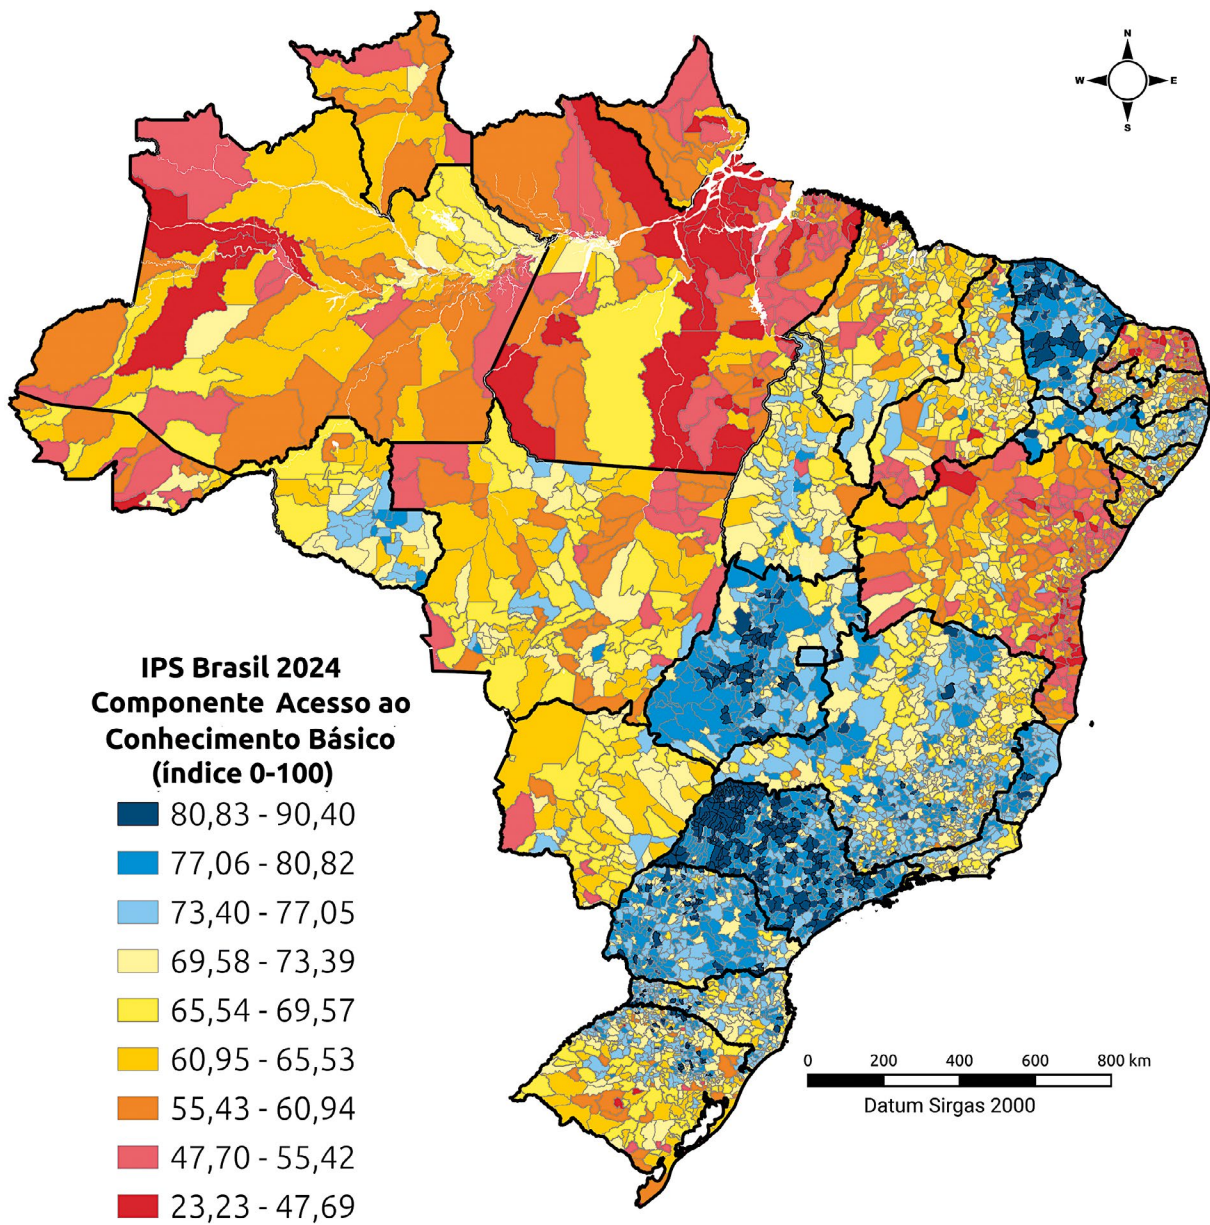 N
W E
S
IPS Brasil 2024
Componente Acesso ao
Conhecimento Básico
(índice 0-100)
80,83 - 90,40
77,06 - 80,82
73,40 - 77,05
69,58 - 73,39
65,54 - 69,57
60,95 - 65,53
55,43 - 60,94
47,70 - 55,42
23,23 - 47,69
0 200 400 600 800 km
Datum Sirgas 2000